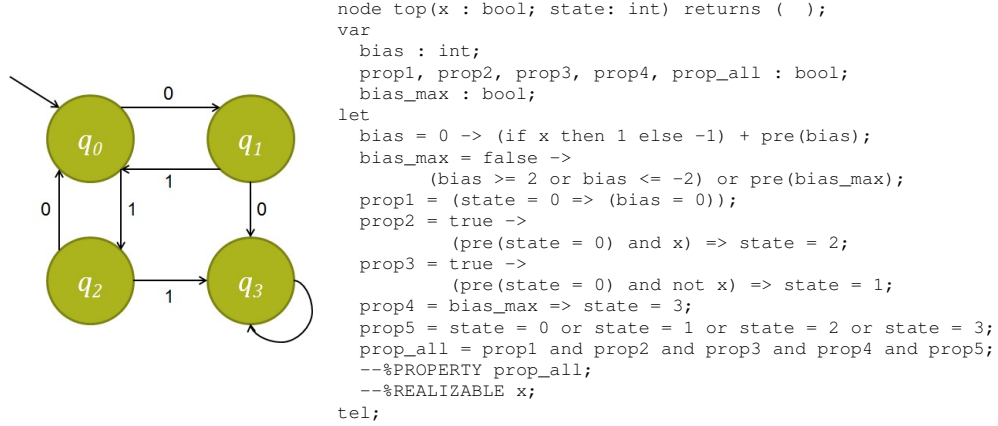 0
q0
q1
1
0
0
1
q2
q3
1
node top(x : bool; state: int) returns ( );
var
bias : int;
prop1, prop2, prop3, prop4, prop_all : bool;
bias_max : bool;
let
bias = 0 -> (if x then 1 else -1) + pre(bias);
bias_max = false ->
(bias >= 2 or bias <= -2) or pre(bias_max);
prop1 = (state = 0 => (bias = 0));
prop2 = true ->
(pre(state = 0) and x) => state = 2;
prop3 = true ->
(pre(state = 0) and not x) => state = 1;
prop4 = bias_max => state = 3;
prop5 = state = 0 or state = 1 or state = 2 or state = 3;
prop_all = prop1 and prop2 and prop3 and prop4 and prop5;
--%PROPERTY prop_all;
--%REALIZABLE x;
tel;